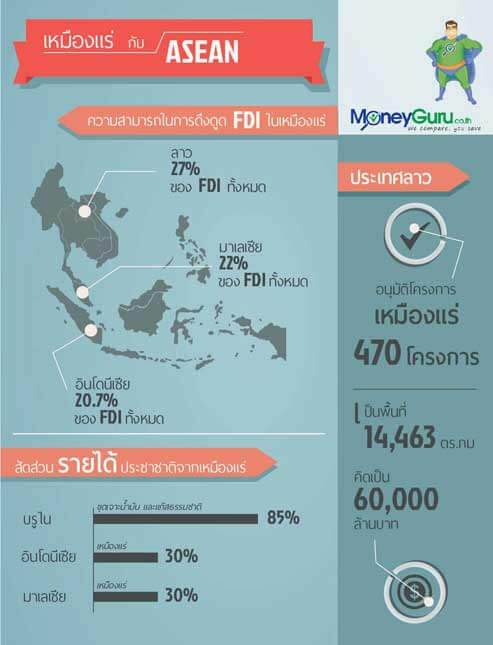 เหมืองแร่ กับ ASEAN
MoneyGuru.co.th
We compare, you save
ความสามารถในการดึงดูด FDI ในเหมืองแร่
ลาว
27%
ของ FDI ทั้งหมด
มาเลเซีย
22%
ของ FDI ทั้งหมด
อินโดนีเซีย
20.7%
ของ FDI ทั้งหมด
ประเทศลาว
อนุมัติโครงการ
เหมืองแร่
470 โครงการ
เป็นพื้นที่
14,463 ตร.กม
คิดเป็น
60,000
ล้านบาท
$
สัดส่วน รายได้ ประชาชาติจากเหมืองแร่
ขุดเจาะน้ำมัน และแก๊สธรรมชาติ
บรูไน 85%
เหมืองแร่
อินโดนีเซีย 30%
เหมืองแร่
มาเลเซีย 30%